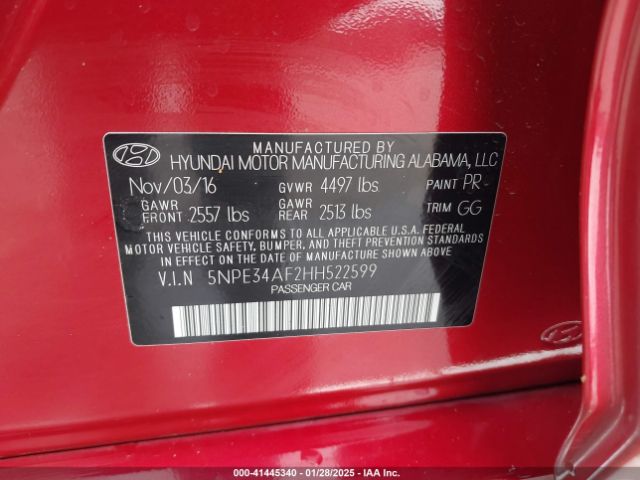 MANUFACTURED BY
HYUNDAI MOTOR MANUFACTURING ALABAMA, LLC
Nov/03/16 GVWR 4497 lbs PAINT PR
GAWR FRONT 2557 lbs GAWR REAR 2513 lbs TRIM GG
THIS VEHICLE CONFORMS TO ALL APPLICABLE U.S.A. FEDERAL
MOTOR VEHICLE SAFETY, BUMPER, AND THEFT PREVENTION STANDARDS
IN EFFECT ON THE DATE OF MANUFACTURE SHOWN ABOVE
V.I.N 5NPE34AF2HH522599
PASSENGER CAR
000-41445340 | 01/28/2025 | IAA Inc.